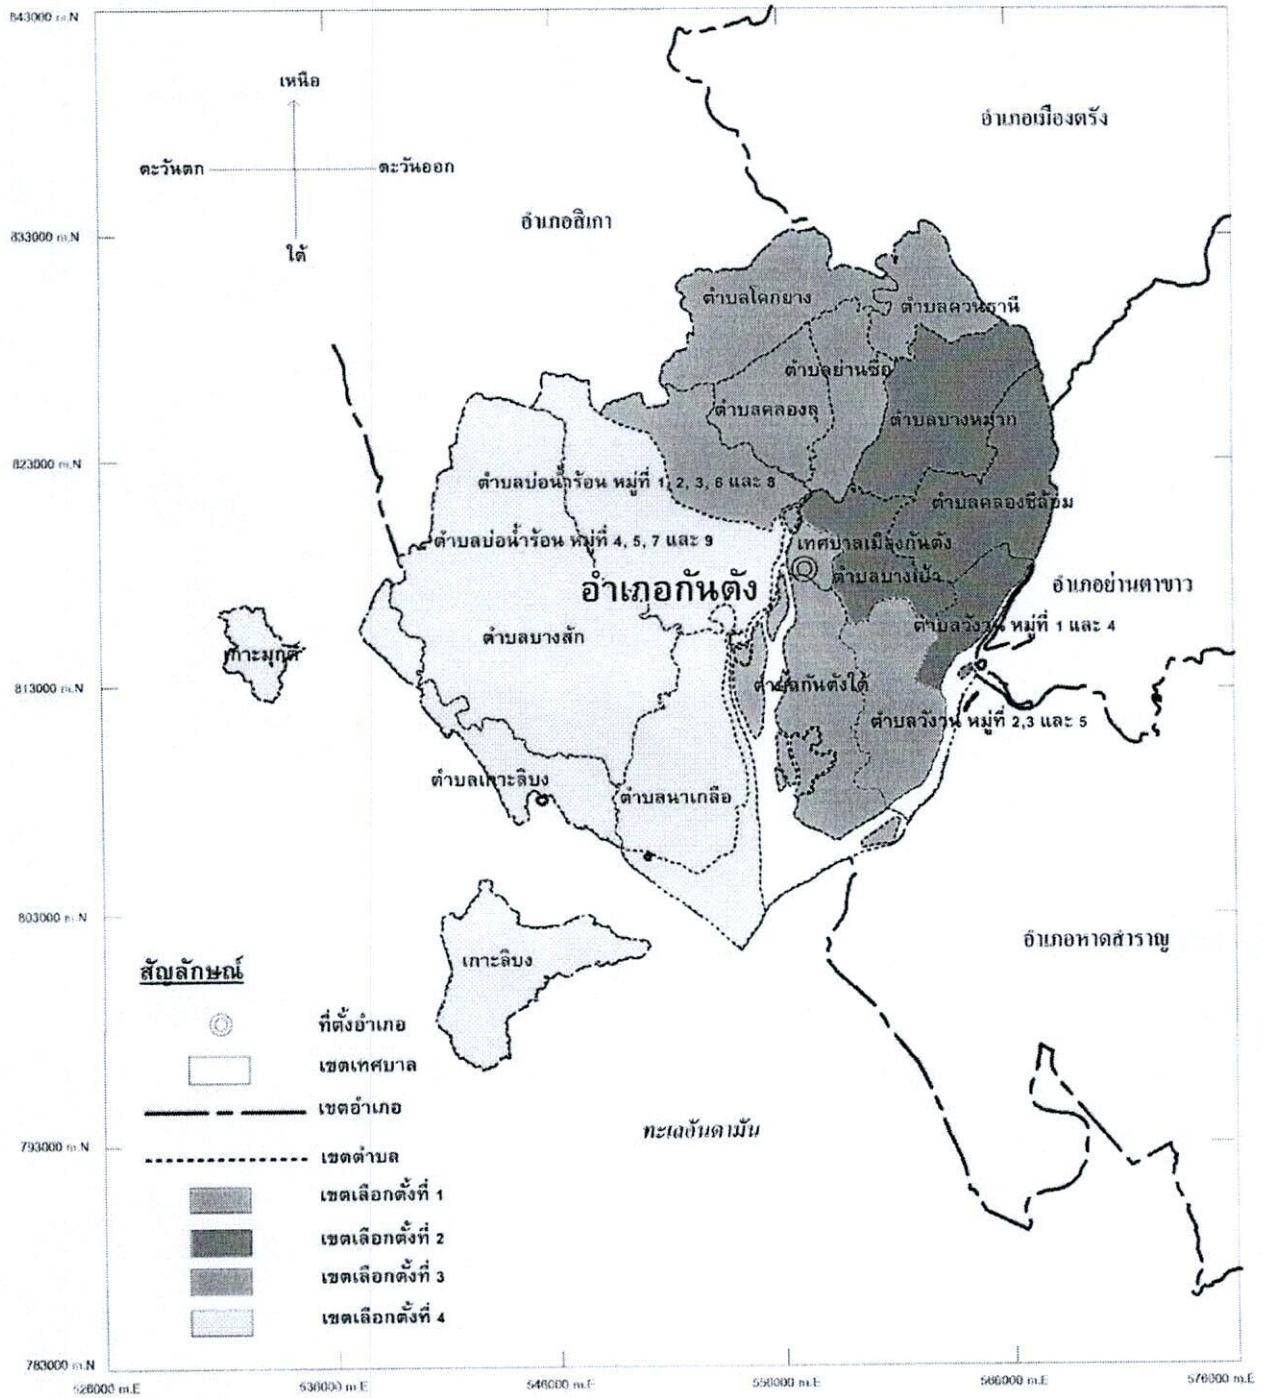 843000 m.N
เหนือ
อำเภอเมืองตรัง
ตะวันตก
ตะวันออก
อำเภอสิเกา
833000 m.N
ใต้
ตำบลโคกยาง
ตำบลควนธานี
ตำบลย่านซื่อ
ตำบลคลองลุ
ตำบลบางหมาก
823000 m.N
ตำบลบ่อน้ำร้อน หมู่ที่ 1, 2, 3, 6 และ 8
ตำบลคลองชีล้อม
ตำบลบ่อน้ำร้อน หมู่ที่ 4, 5, 7 และ 9
เทศบาลเมืองกันตัง
ตำบลบางเป้า
อำเภอกันตัง
อำเภอย่านตาขาว
ตำบลวังวน หมู่ที่ 1 และ 4
ตำบลบางสัก
เกาะมุกต์
ตำบลกันตังใต้
813000 m.N
ตำบลวังวน หมู่ที่ 2,3 และ 5
ตำบลเกาะลิบง
ตำบลนาเกลือ
803000 m.N
อำเภอหาดสำราญ
เกาะลิบง
สัญลักษณ์
ที่ตั้งอำเภอ
เขตเทศบาล
เขตอำเภอ
ทะเลอันดามัน
793000 m.N
เขตตำบล
เขตเลือกตั้งที่ 1
เขตเลือกตั้งที่ 2
เขตเลือกตั้งที่ 3
เขตเลือกตั้งที่ 4
783000 m.N
526000 m.E
536000 m.E
546000 m.E
556000 m.E
566000 m.E
576000 m.E